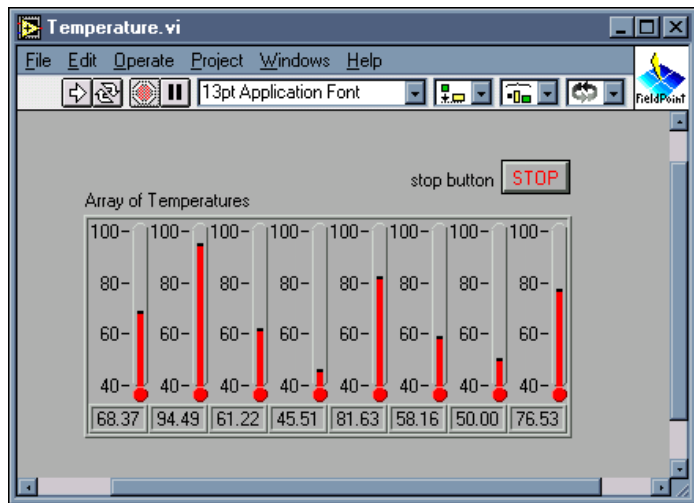 Temperature.vi
File Edit Operate Project Windows Help
13pt Application Font
FieldPoint
stop button STOP
Array of Temperatures
100 100 100 100 100 100 100 100
80 80 80 80 80 80 80 80
60 60 60 60 60 60 60 60
40 40 40 40 40 40 40 40
68.37 94.49 61.22 45.51 81.63 58.16 50.00 76.53